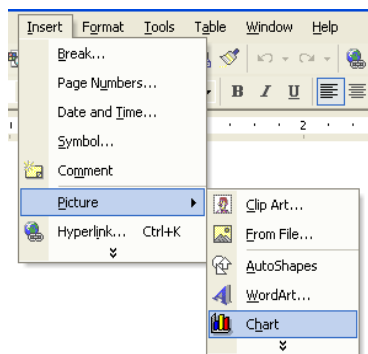 Insert Format Tools Table Window Help
Break...
Page Numbers...
B I U
Date and Time...
2
Symbol...
Comment
Picture
Clip Art...
Hyperlink... Ctrl+K
From File...
AutoShapes
WordArt...
Chart